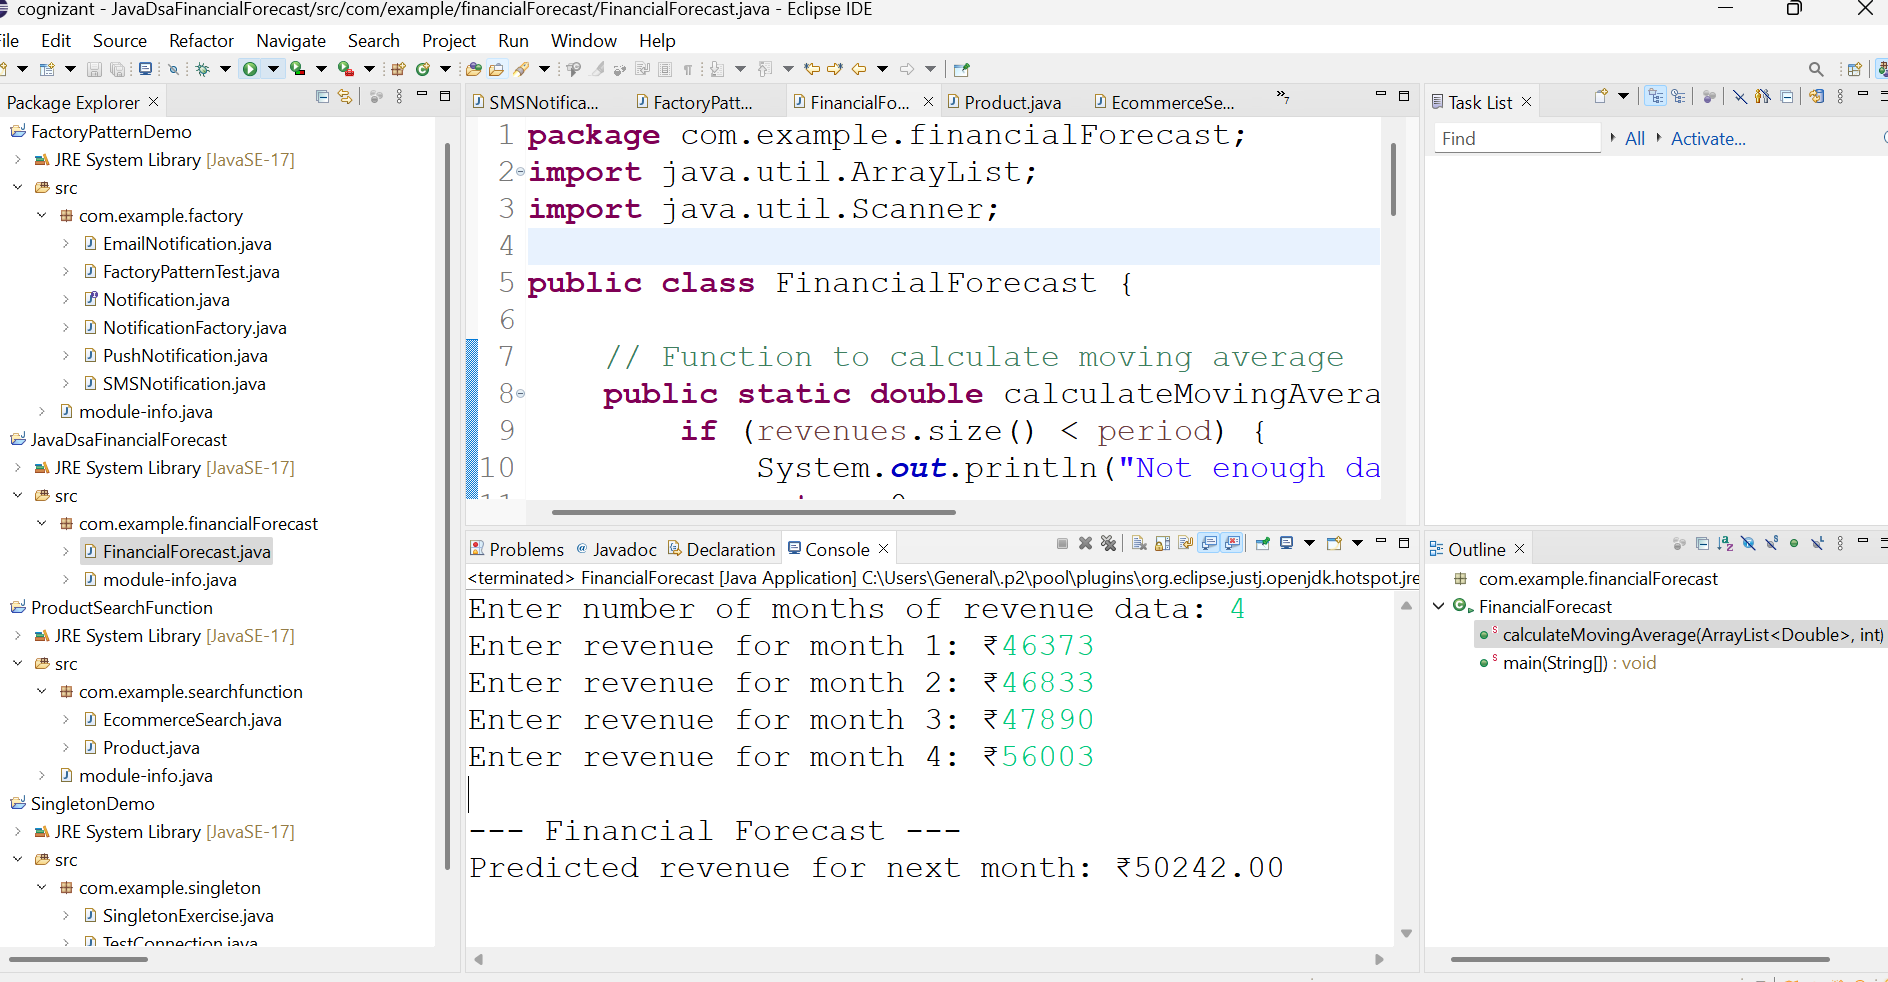 cognizant - JavaDsaFinancialForecast/src/com/example/financialForecast/FinancialForecast.java - Eclipse IDE
File Edit Source Refactor Navigate Search Project Run Window Help
Package Explorer
FactoryPatternDemo
JRE System Library [JavaSE-17]
src
com.example.factory
EmailNotification.java
FactoryPatternTest.java
Notification.java
NotificationFactory.java
PushNotification.java
SMSNotification.java
module-info.java
JavaDsaFinancialForecast
JRE System Library [JavaSE-17]
src
com.example.financialForecast
FinancialForecast.java
module-info.java
ProductSearchFunction
JRE System Library [JavaSE-17]
src
com.example.searchfunction
EcommerceSearch.java
Product.java
module-info.java
SingletonDemo
JRE System Library [JavaSE-17]
src
com.example.singleton
SingletonExercise.java
TestConnection.java
SMSNotifica... FactoryPatt... FinancialFo... Product.java EcommerceSe... »7
1 package com.example.financialForecast;
2 import java.util.ArrayList;
3 import java.util.Scanner;
4
5 public class FinancialForecast {
6
7 // Function to calculate moving average
8 public static double calculateMovingAvera
9 if (revenues.size() < period) {
10 System.out.println("Not enough da
Problems Javadoc Declaration Console
<terminated> FinancialForecast [Java Application] C:\Users\General\.p2\pool\plugins\org.eclipse.justj.openjdk.hotspot.jre
Enter number of months of revenue data: 4
Enter revenue for month 1: ₹46373
Enter revenue for month 2: ₹46833
Enter revenue for month 3: ₹47890
Enter revenue for month 4: ₹56003
--- Financial Forecast ---
Predicted revenue for next month: ₹50242.00
Task List
Find All Activate...
Outline
com.example.financialForecast
FinancialForecast
calculateMovingAverage(ArrayList<Double>, int)
main(String[]) : void